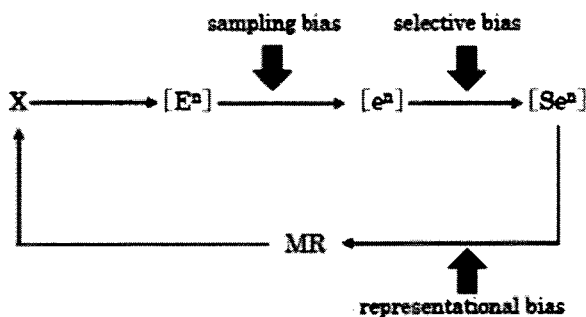 sampling bias selective bias
X [Eⁿ] [eⁿ] [Seⁿ]
MR
representational bias